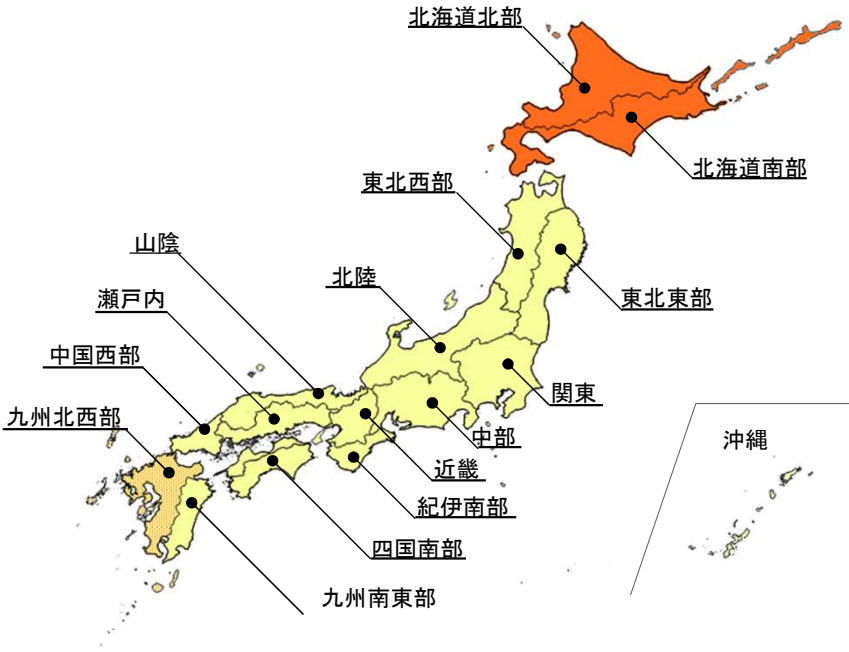 北海道北部
北海道南部
東北西部
山陰
北陸
瀬戸内
東北東部
中国西部
関東
九州北西部
中部
沖縄
近畿
紀伊南部
四国南部
九州南東部